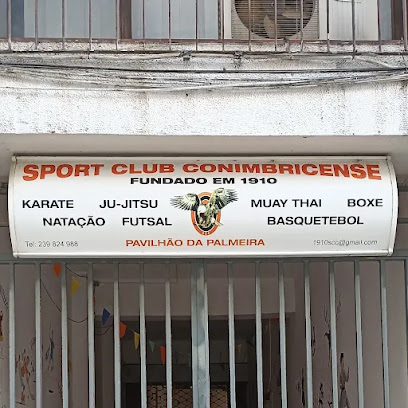 SPORT CLUB CONIMBRICENSE
FUNDADO EM 1910
KARATE JU-JITSU MUAY THAI BOXE
NATAÇÃO FUTSAL BASQUETEBOL
Tel: 239 824 988 PAVILHÃO DA PALMEIRA 1910scc@gmail.com